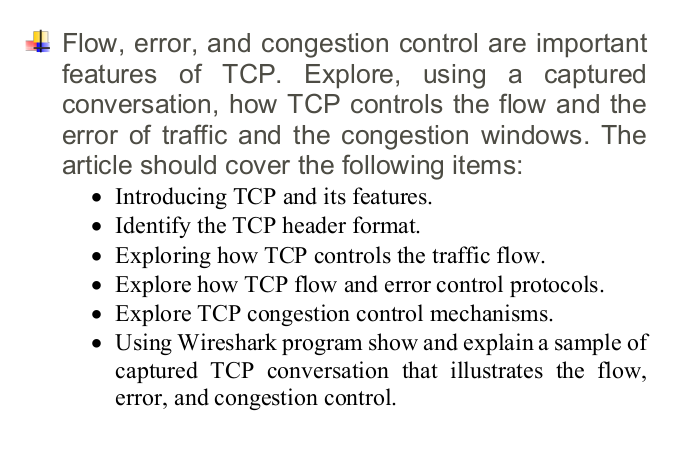 Flow, error, and congestion control are important
features of TCP. Explore, using a captured
conversation, how TCP controls the flow and the
error of traffic and the congestion windows. The
article should cover the following items:
• Introducing TCP and its features.
• Identify the TCP header format.
• Exploring how TCP controls the traffic flow.
• Explore how TCP flow and error control protocols.
• Explore TCP congestion control mechanisms.
• Using Wireshark program show and explain a sample of
captured TCP conversation that illustrates the flow,
error, and congestion control.